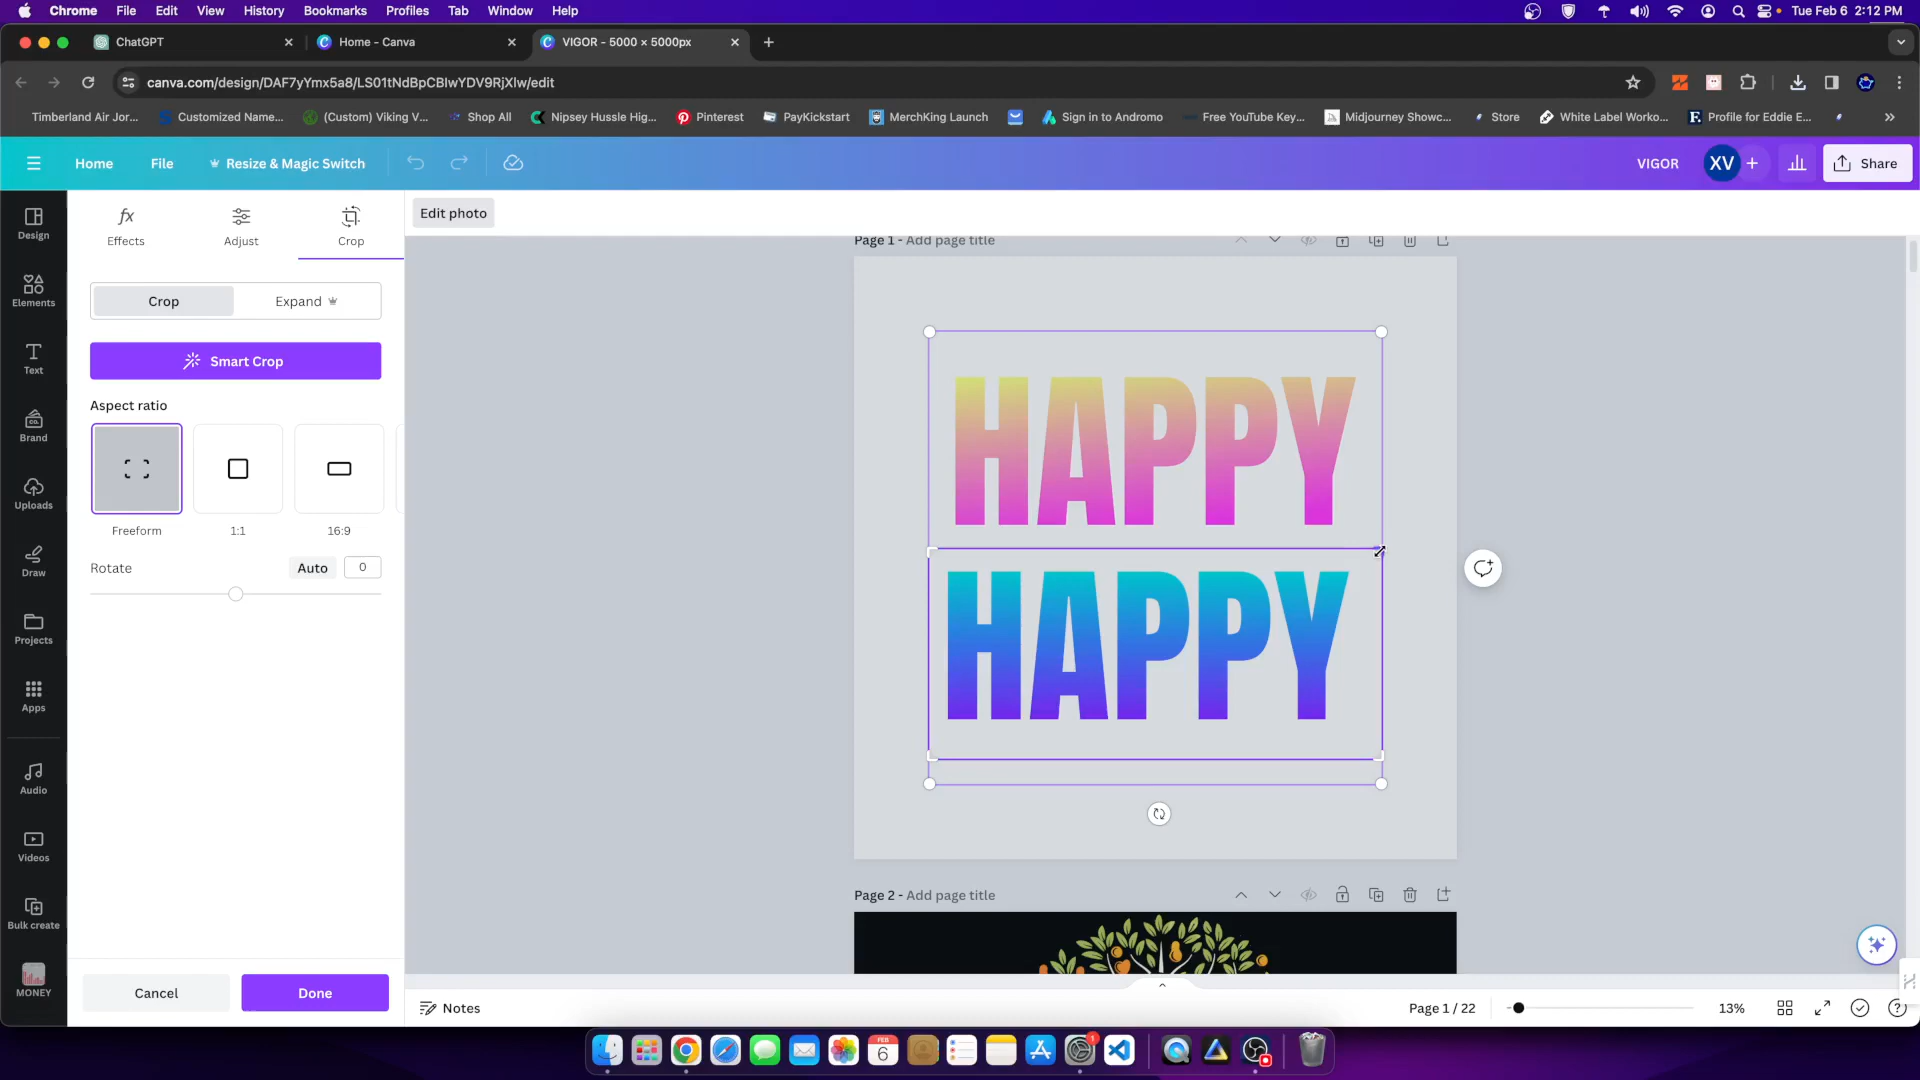 Chrome File Edit View History Bookmarks Profiles Tab Window Help
Tue Feb 6 2:12 PM
ChatGPT
Home - Canva
VIGOR - 5000 × 5000px
canva.com/design/DAF7yYmx5a8/LS01tNdBpCBIwYDV9RjXlw/edit
Timberland Air Jor...
Customized Name...
(Custom) Viking V...
Shop All
Nipsey Hussle Hig...
Pinterest
PayKickstart
MerchKing Launch
Sign in to Andromo
Free YouTube Key...
Midjourney Showc...
Store
White Label Worko...
Profile for Eddie E...
Home
File
Resize & Magic Switch
VIGOR
XV
Share
Design
Elements
Text
Brand
Uploads
Draw
Projects
Apps
Audio
Videos
Bulk create
MONEY
fx
Effects
Adjust
Crop
Crop
Expand
Smart Crop
Aspect ratio
Freeform
1:1
16:9
Rotate
Auto
0
Cancel
Done
Edit photo
Page 1 - Add page title
HAPPY
HAPPY
Page 2 - Add page title
Notes
Page 1 / 22
13%
FEB
6
1